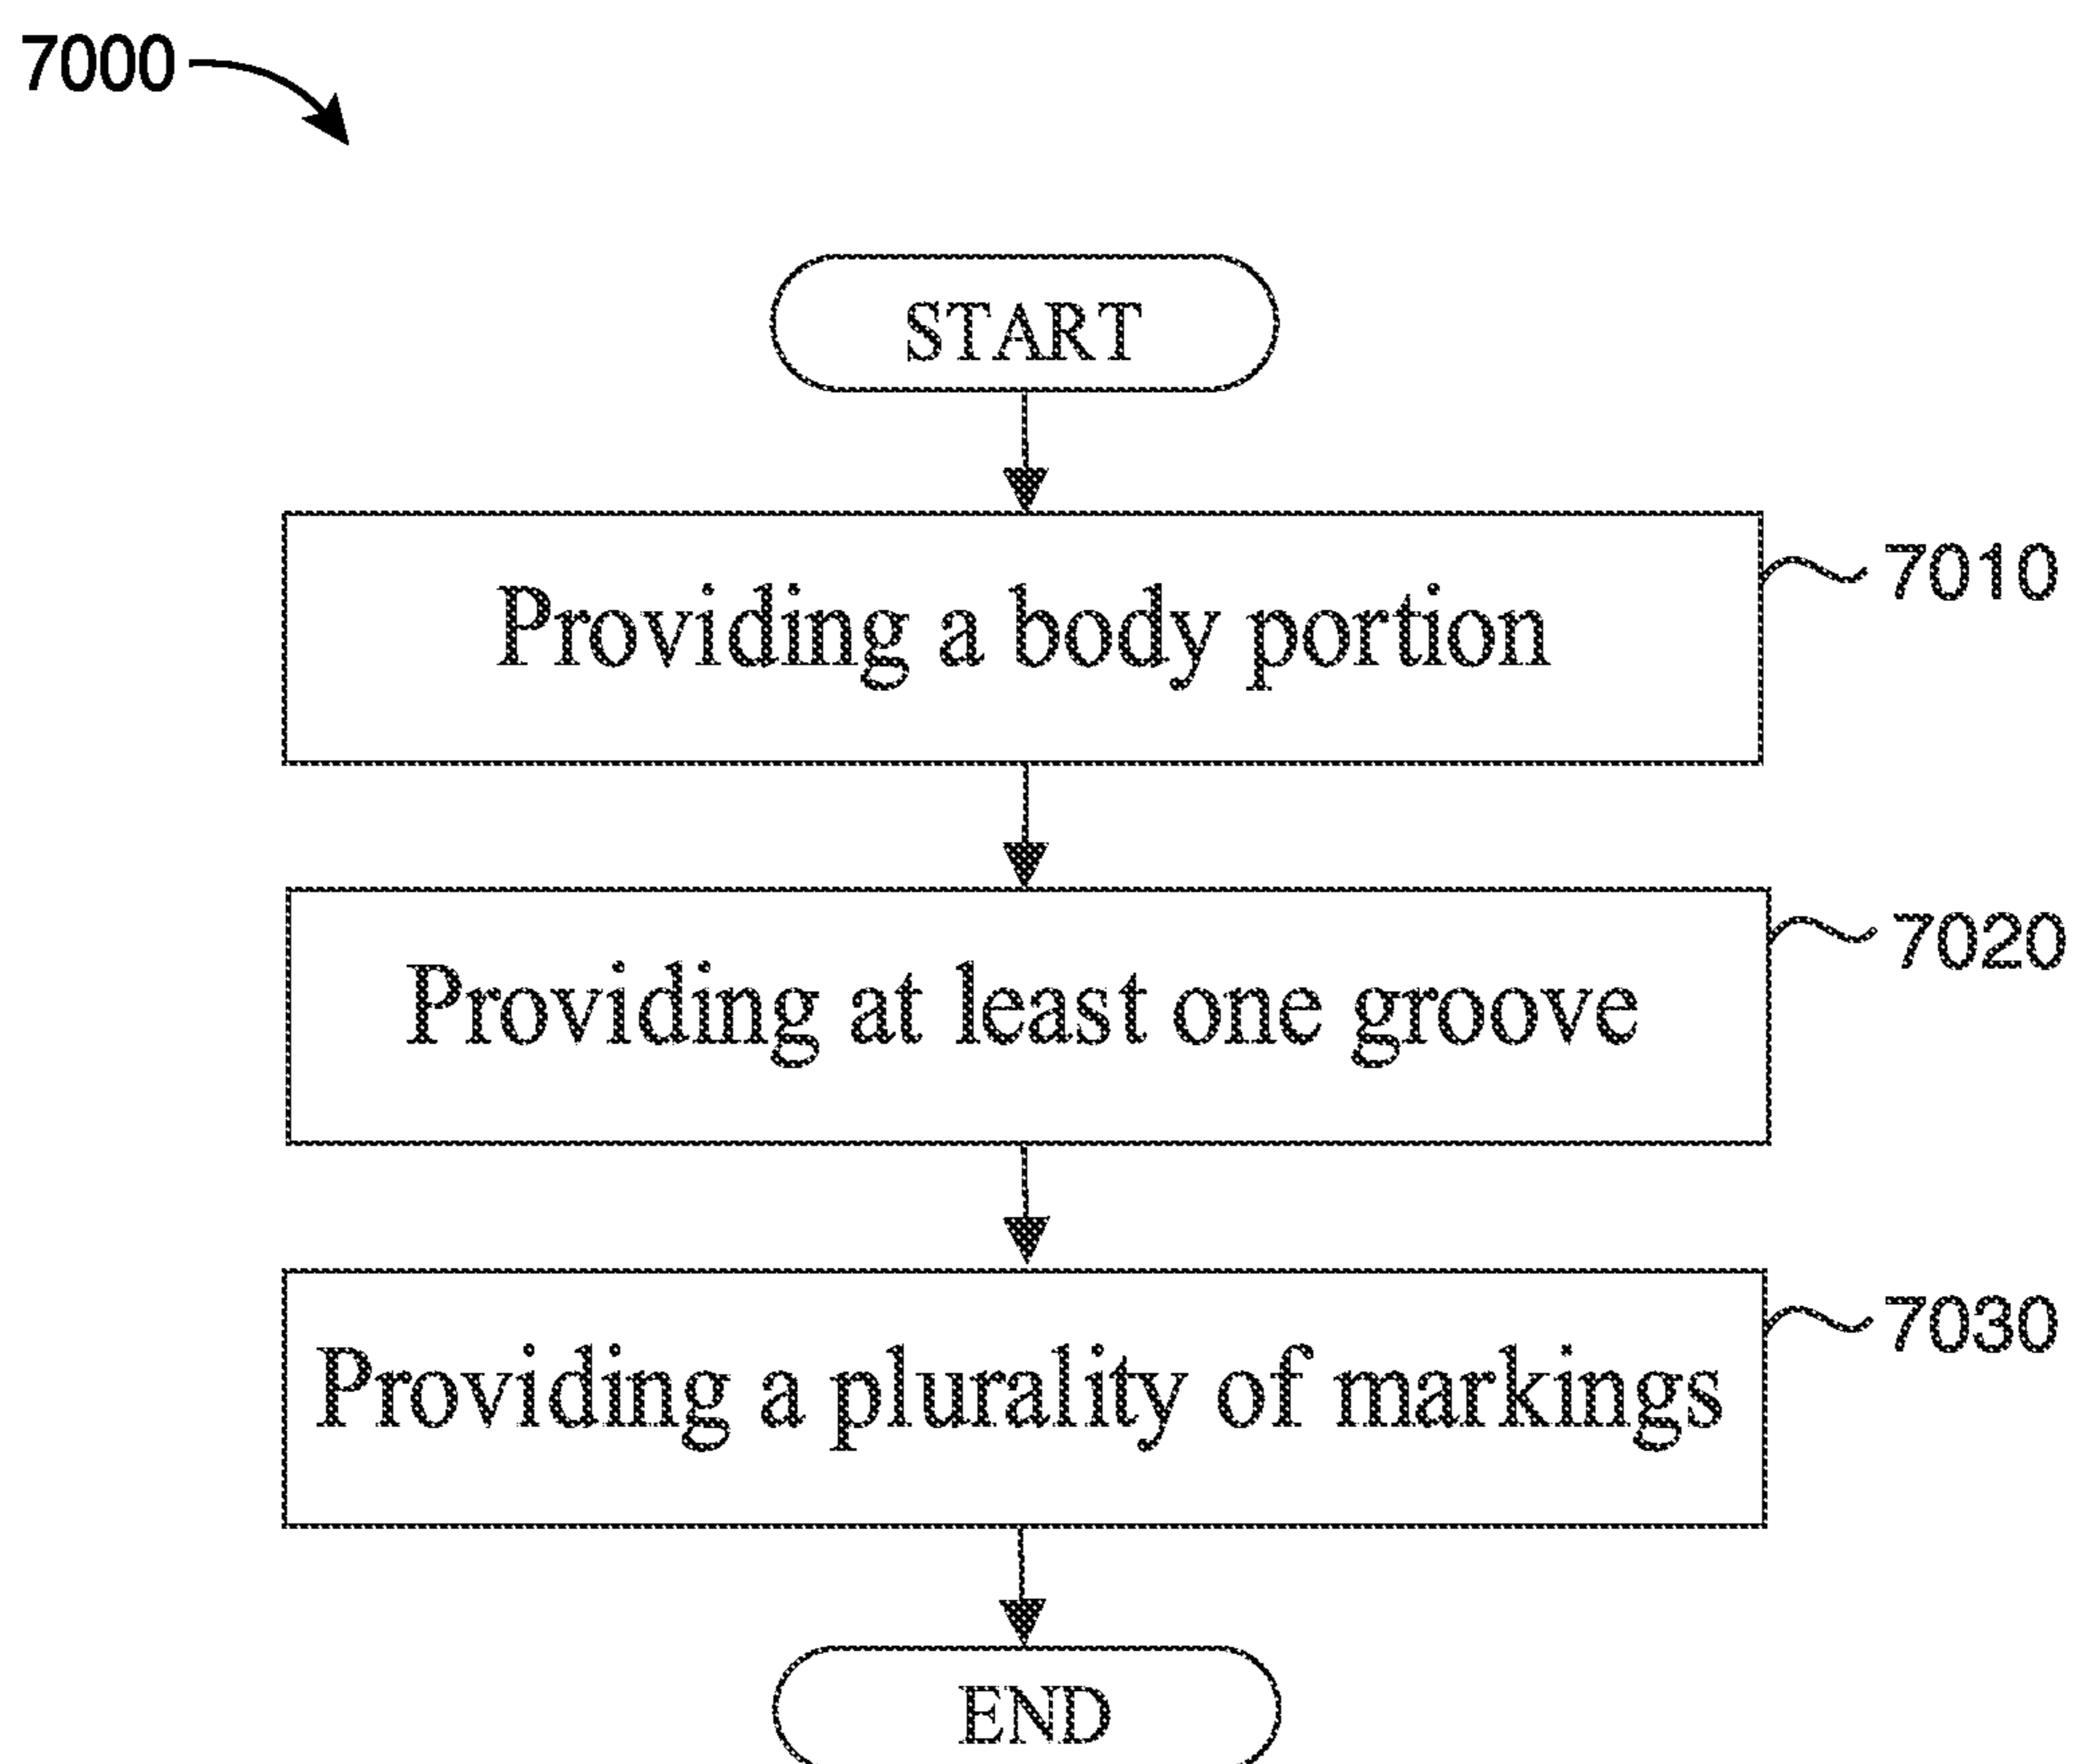 7000
START
Providing a body portion
7010
Providing at least one groove
7020
Providing a plurality of markings
7030
END